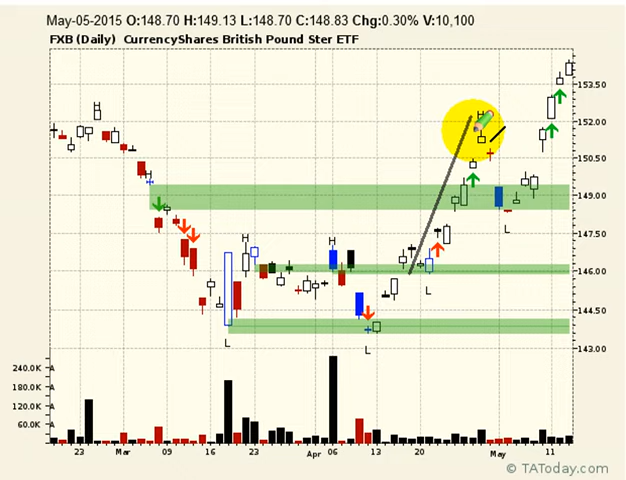 May-05-2015 O:148.70 H:149.13 L:148.70 C:148.83 Chg:0.30% V:10,100
FXB (Daily) CurrencyShares British Pound Ster ETF
153.50
152.00
150.50
149.00
147.50
146.00
144.50
143.00
H
H
H
H
H
L
L
L
L
240.0K
180.0K
120.0K
60.0K
A
A
A
A
23 Mar 09 16 23 Apr 06 13 20 May 11
© TAToday.com